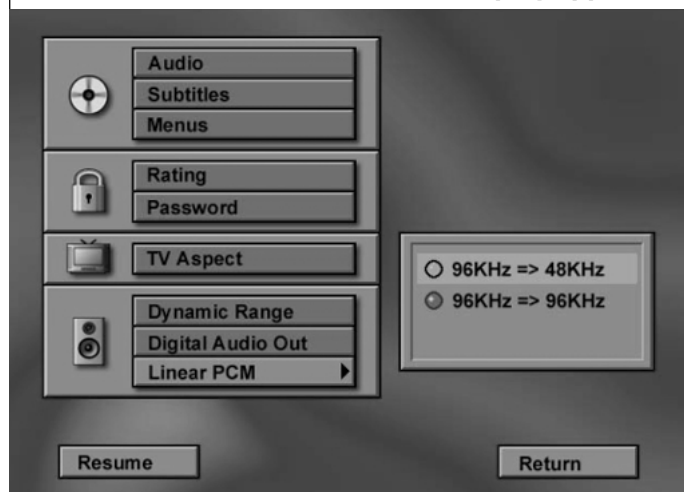 Audio
Subtitles
Menus
Rating
Password
TV Aspect
96KHz => 48KHz
96KHz => 96KHz
Dynamic Range
Digital Audio Out
Linear PCM
Resume
Return